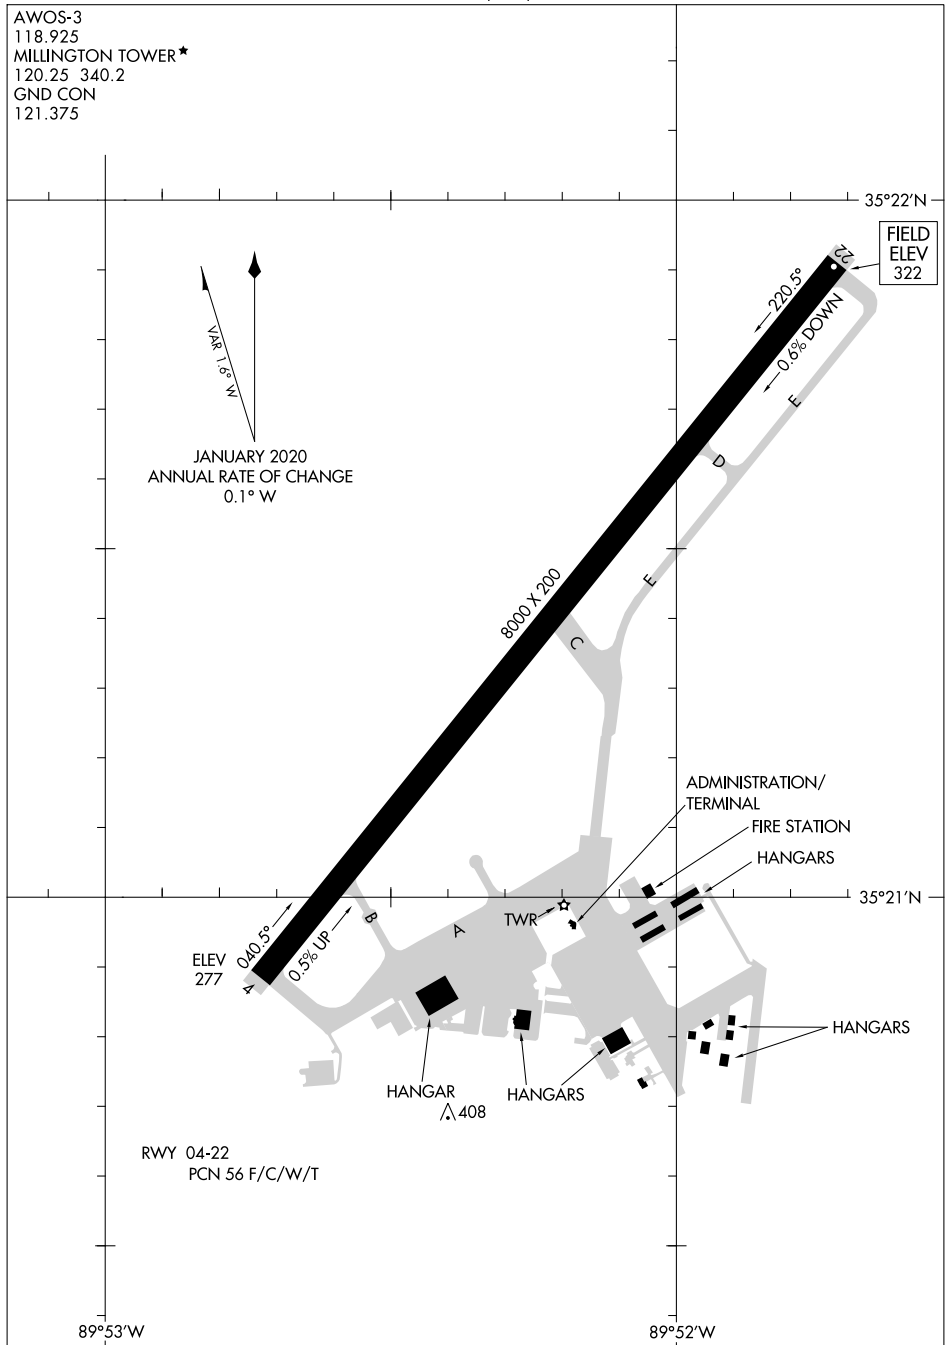 AWOS-3
118.925
MILLINGTON TOWER★
120.25 340.2
GND CON
121.375
35°22'N
FIELD
ELEV
322
22
220.5°
0.6% DOWN
VAR 1.6° W
JANUARY 2020
ANNUAL RATE OF CHANGE
0.1° W
E
D
E
8000 X 200
C
ADMINISTRATION/
TERMINAL
FIRE STATION
HANGARS
35°21'N
TWR
B
A
040.5°
0.5% UP
ELEV
277
4
HANGARS
HANGAR
HANGARS
408
RWY 04-22
PCN 56 F/C/W/T
89°53'W
89°52'W